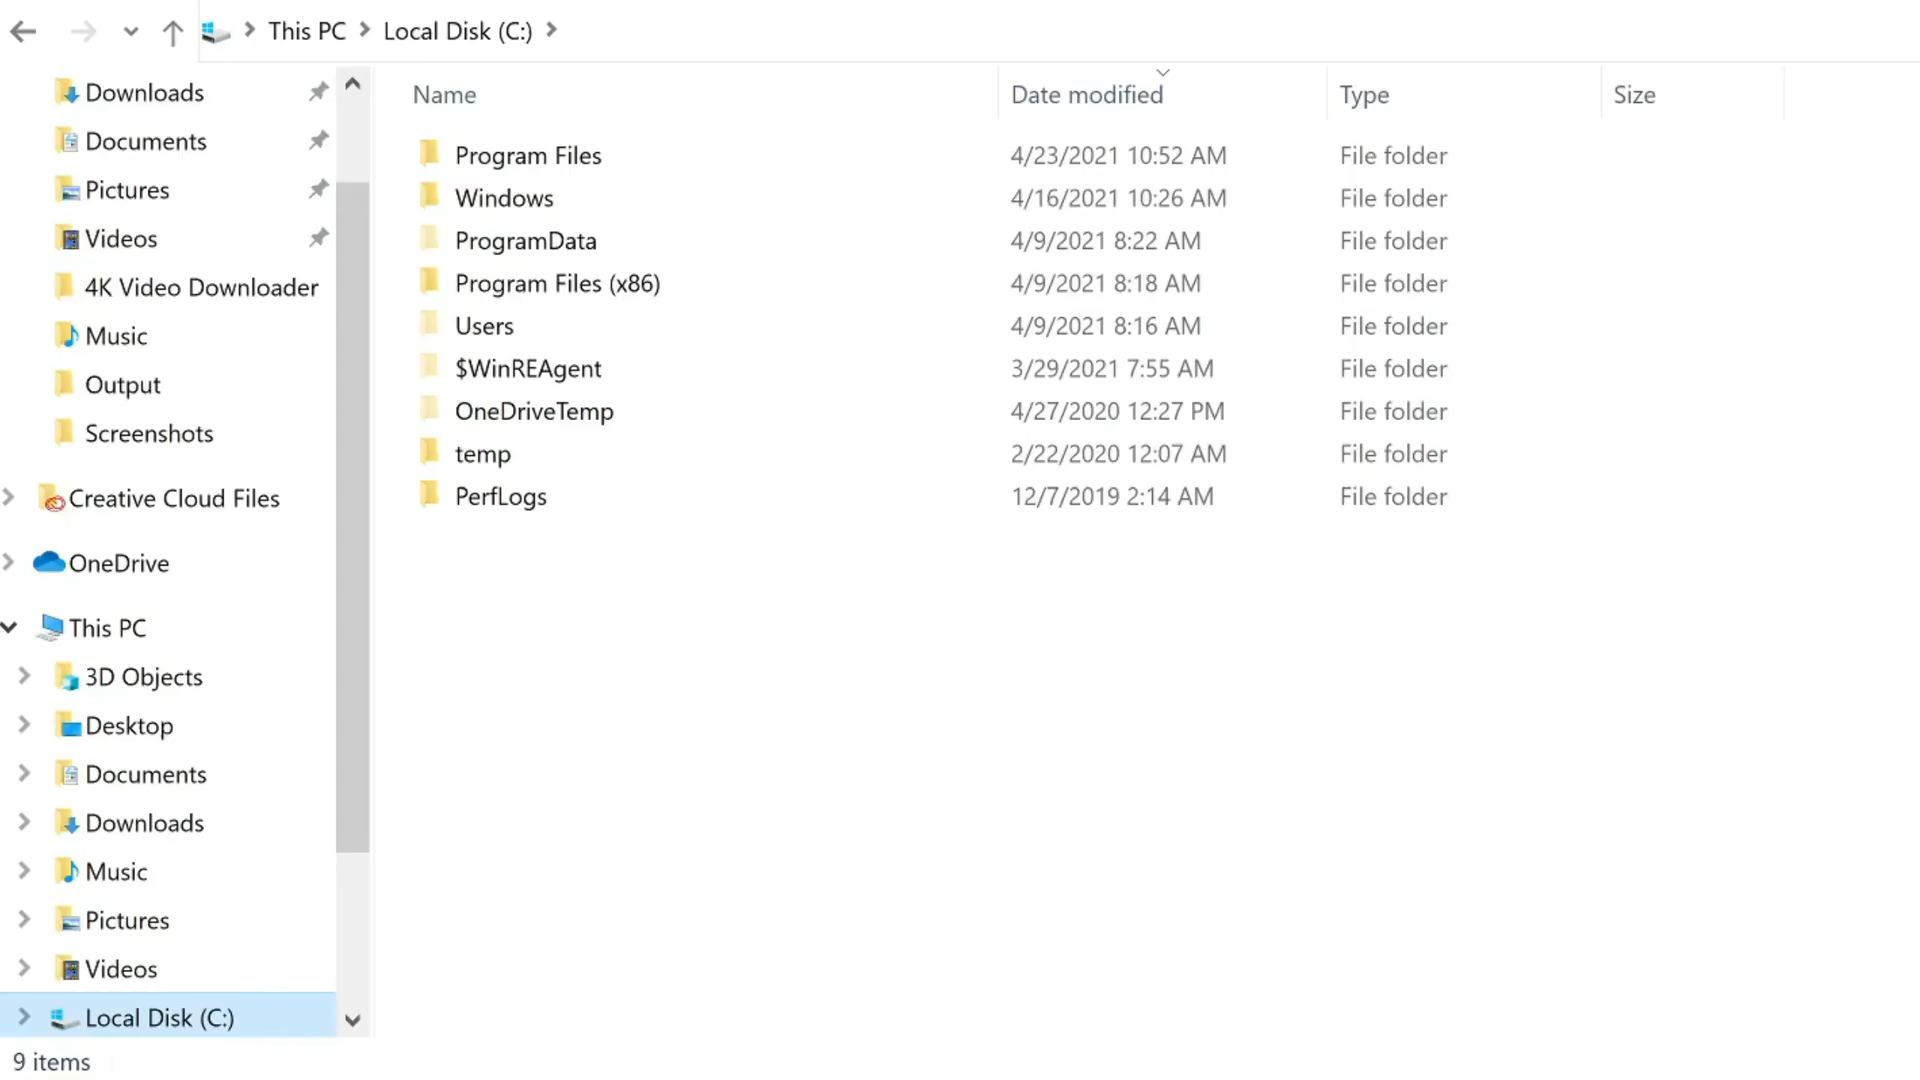 This PC Local Disk (C:)
Downloads
Documents
Pictures
Videos
4K Video Downloader
Music
Output
Screenshots
Creative Cloud Files
OneDrive
This PC
3D Objects
Desktop
Documents
Downloads
Music
Pictures
Videos
Local Disk (C:)
Name Date modified Type Size
Program Files 4/23/2021 10:52 AM File folder
Windows 4/16/2021 10:26 AM File folder
ProgramData 4/9/2021 8:22 AM File folder
Program Files (x86) 4/9/2021 8:18 AM File folder
Users 4/9/2021 8:16 AM File folder
$WinREAgent 3/29/2021 7:55 AM File folder
OneDriveTemp 4/27/2020 12:27 PM File folder
temp 2/22/2020 12:07 AM File folder
PerfLogs 12/7/2019 2:14 AM File folder
9 items